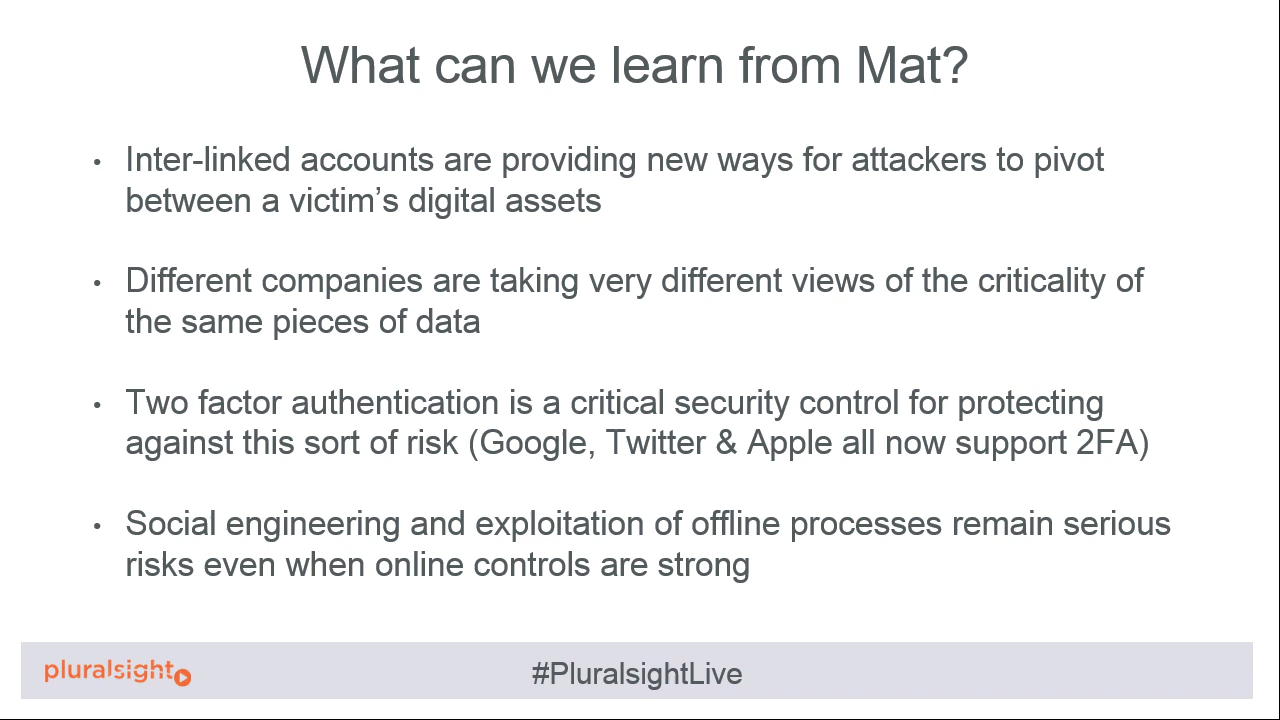 What can we learn from Mat?
• Inter-linked accounts are providing new ways for attackers to pivot
between a victim’s digital assets
• Different companies are taking very different views of the criticality of
the same pieces of data
• Two factor authentication is a critical security control for protecting
against this sort of risk (Google, Twitter & Apple all now support 2FA)
• Social engineering and exploitation of offline processes remain serious
risks even when online controls are strong
pluralsight
#PluralsightLive